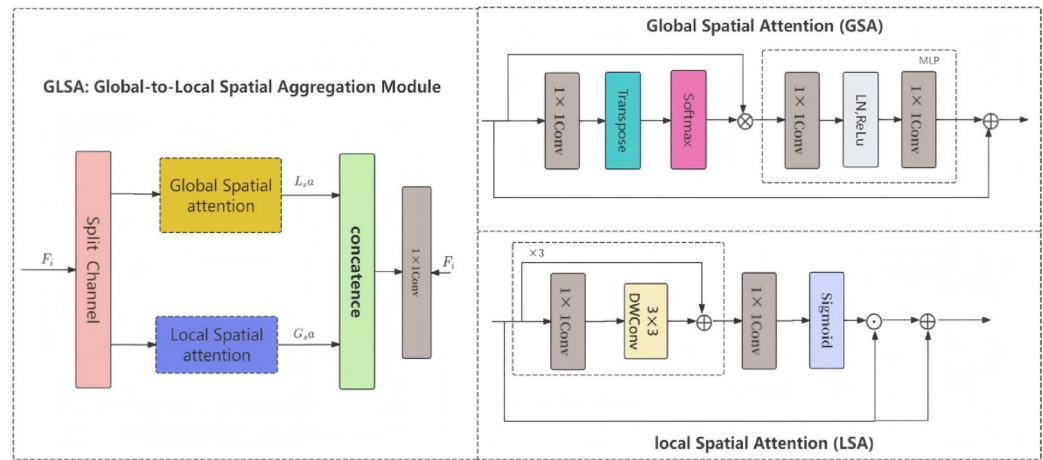 GLSA: Global-to-Local Spatial Aggregation Module
F_i
Split Channel
Global Spatial
attention
L_sa
Local Spatial
attention
G_sa
concatence
1×1Conv
F_i
Global Spatial Attention (GSA)
1×1Conv
Transpose
Softmax
⊗
MLP
1×1Conv
LN,ReLu
1×1Conv
⊕
×3
1×1Conv
3×3
DWConv
⊕
1×1Conv
Sigmoid
⊙
⊕
local Spatial Attention (LSA)